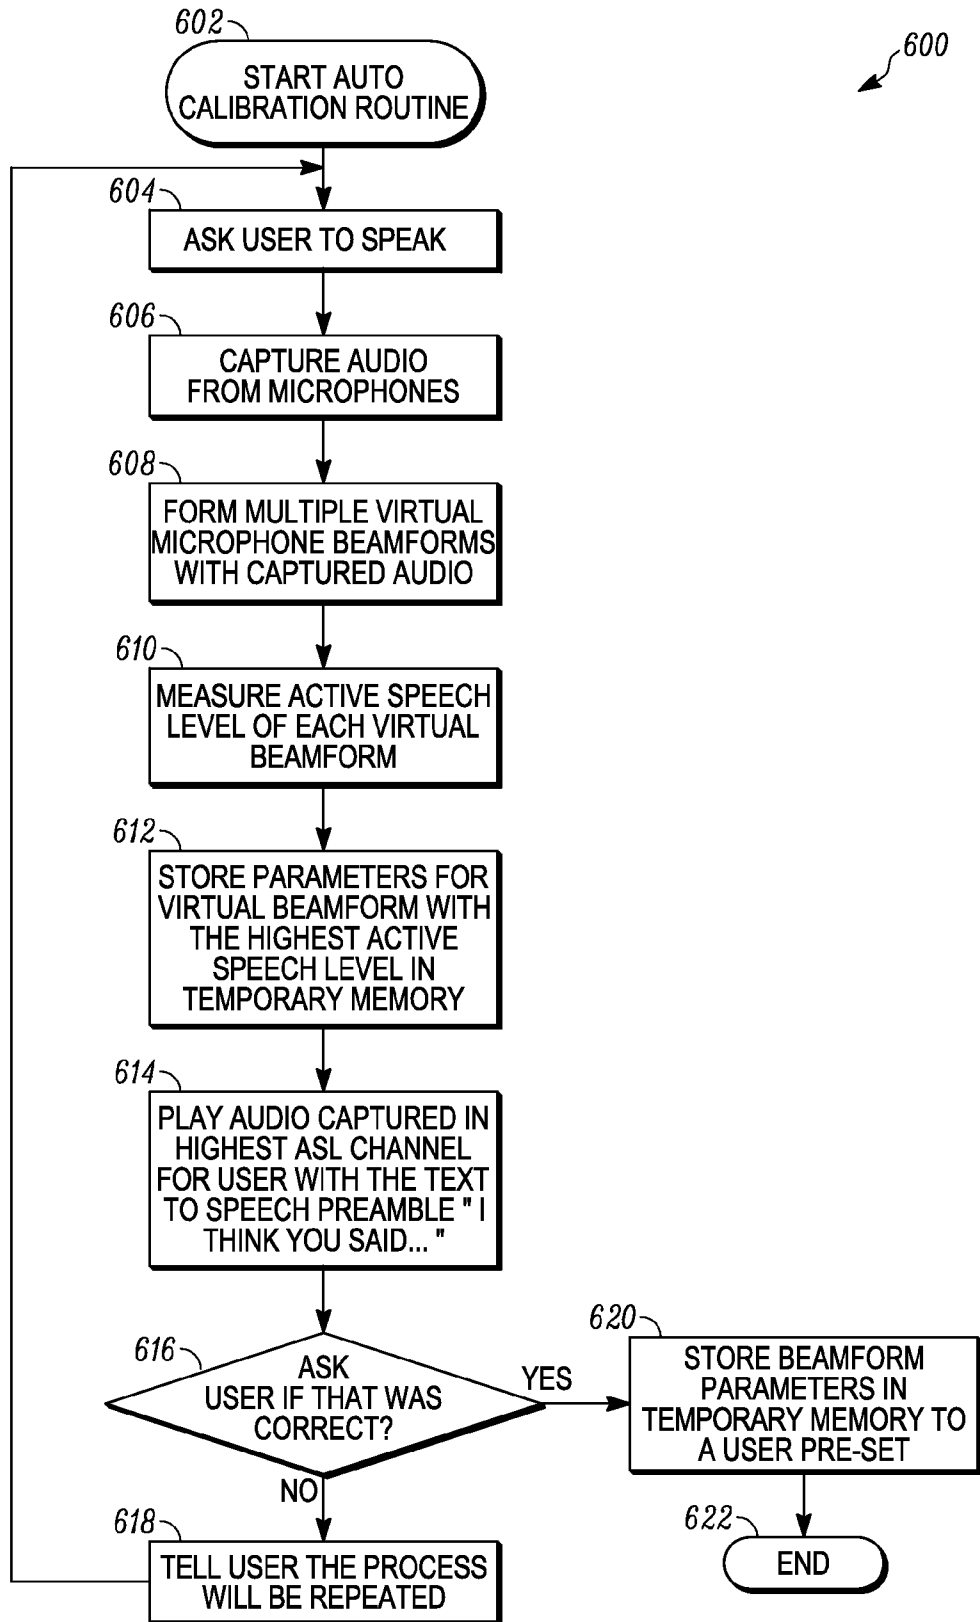 602
600
START AUTO
CALIBRATION ROUTINE
604
ASK USER TO SPEAK
606
CAPTURE AUDIO
FROM MICROPHONES
608
FORM MULTIPLE VIRTUAL
MICROPHONE BEAMFORMS
WITH CAPTURED AUDIO
610
MEASURE ACTIVE SPEECH
LEVEL OF EACH VIRTUAL
BEAMFORM
612
STORE PARAMETERS FOR
VIRTUAL BEAMFORM WITH
THE HIGHEST ACTIVE
SPEECH LEVEL IN
TEMPORARY MEMORY
614
PLAY AUDIO CAPTURED IN
HIGHEST ASL CHANNEL
FOR USER WITH THE TEXT
TO SPEECH PREAMBLE " I
THINK YOU SAID... "
616
ASK
USER IF THAT WAS
CORRECT?
YES
NO
620
STORE BEAMFORM
PARAMETERS IN
TEMPORARY MEMORY TO
A USER PRE-SET
618
TELL USER THE PROCESS
WILL BE REPEATED
622
END